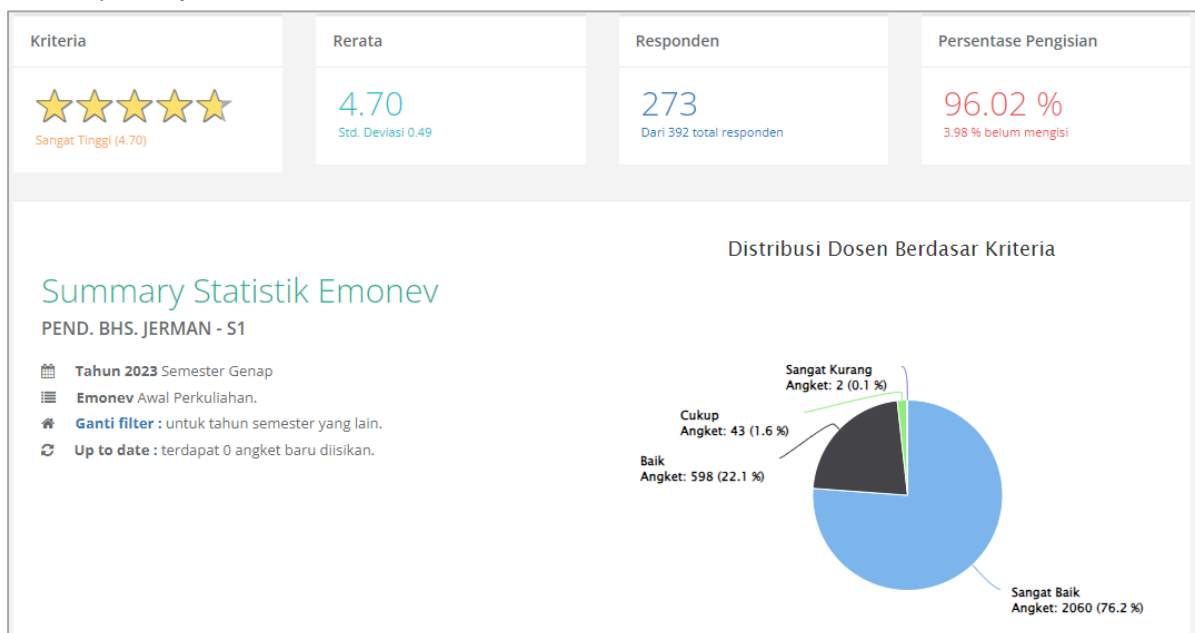 Kriteria
Rerata
Responden
Persentase Pengisian
Sangat Tinggi (4.70)
4.70
Std. Deviasi 0.49
273
Dari 392 total responden
96.02 %
3.98 % belum mengisi
Summary Statistik Emonev
PEND. BHS. JERMAN - S1
Tahun 2023 Semester Genap
Emonev Awal Perkuliahan.
Ganti filter : untuk tahun semester yang lain.
Up to date : terdapat 0 angket baru diisikan.
Distribusi Dosen Berdasar Kriteria
Sangat Kurang
Angket: 2 (0.1 %)
Cukup
Angket: 43 (1.6 %)
Baik
Angket: 598 (22.1 %)
Sangat Baik
Angket: 2060 (76.2 %)